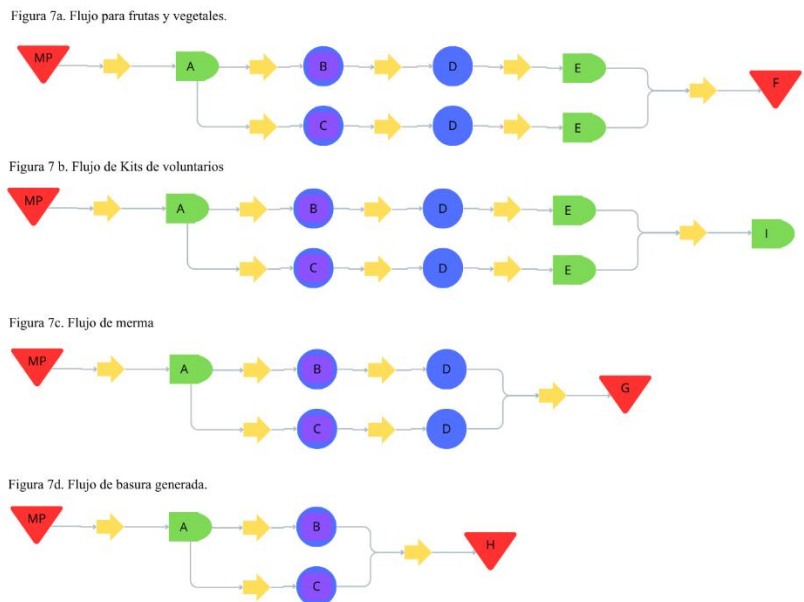 Figura 7a. Flujo para frutas y vegetales.
MP A B D E F
C D E
Figura 7 b. Flujo de Kits de voluntarios
MP A B D E I
C D E
Figura 7c. Flujo de merma
MP A B D G
C D
Figura 7d. Flujo de basura generada.
MP A B H
C